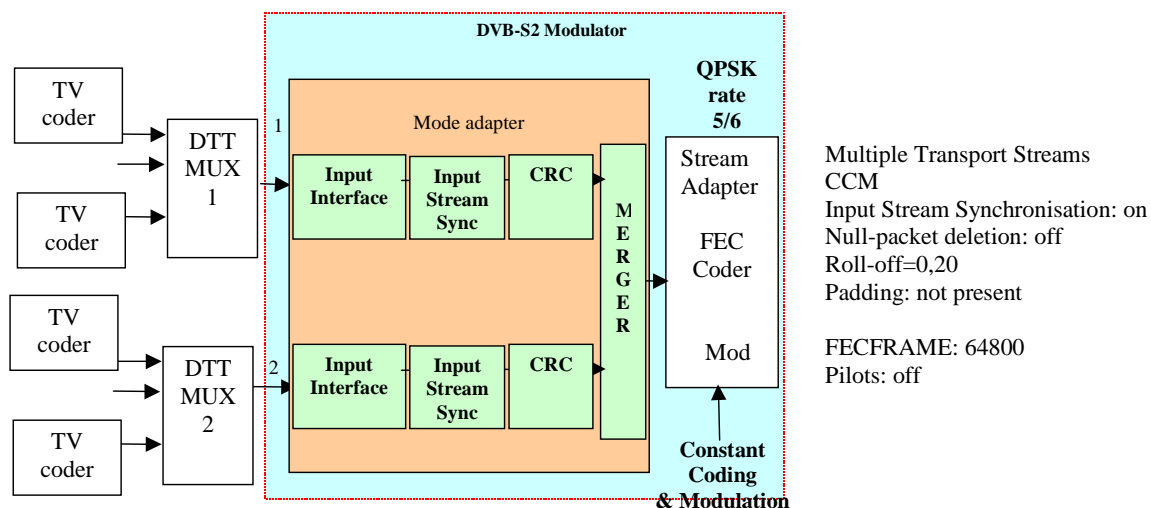 DVB-S2 Modulator
TV
coder
TV
coder
DTT
MUX
1
1
Mode adapter
Input
Interface
Input
Stream
Sync
CRC
M
E
R
G
E
R
QPSK
rate
5/6
Stream
Adapter
FEC
Coder
Mod
TV
coder
TV
coder
DTT
MUX
2
2
Input
Interface
Input
Stream
Sync
CRC
Constant
Coding
& Modulation
Multiple Transport Streams
CCM
Input Stream Synchronisation: on
Null-packet deletion: off
Roll-off=0,20
Padding: not present
FECFRAME: 64800
Pilots: off